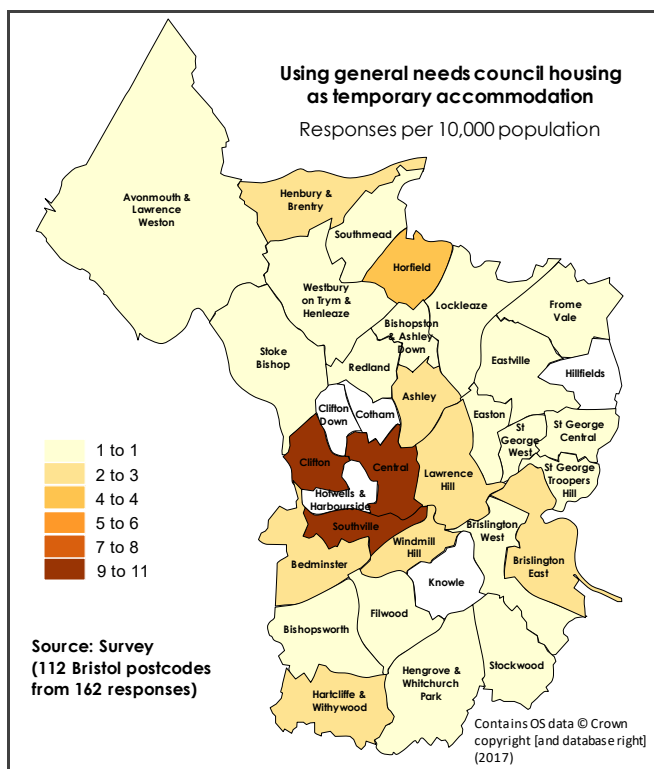 Using general needs council housing
as temporary accommodation
Responses per 10,000 population
Avonmouth &
Lawrence
Weston
Henbury &
Brentry
Southmead
Horfield
Westbury
on Trym &
Henleaze
Lockleaze
Frome
Vale
Bishopston
& Ashley
Down
Stoke
Bishop
Redland
Eastville
Hillfields
Clifton
Down
Cotham
Ashley
Easton
St
George
West
St George
Central
Clifton
Central
Lawrence
Hill
St George
Troopers
Hill
Hotwells &
Harbourside
Southville
Brislington
West
Windmill
Hill
Bedminster
Brislington
East
Knowle
Filwood
Bishopsworth
Stockwood
Hengrove &
Whitchurch
Park
Hartcliffe &
Withywood
1 to 1
2 to 3
4 to 4
5 to 6
7 to 8
9 to 11
Source: Survey
(112 Bristol postcodes
from 162 responses)
Contains OS data © Crown
copyright [and database right]
(2017)